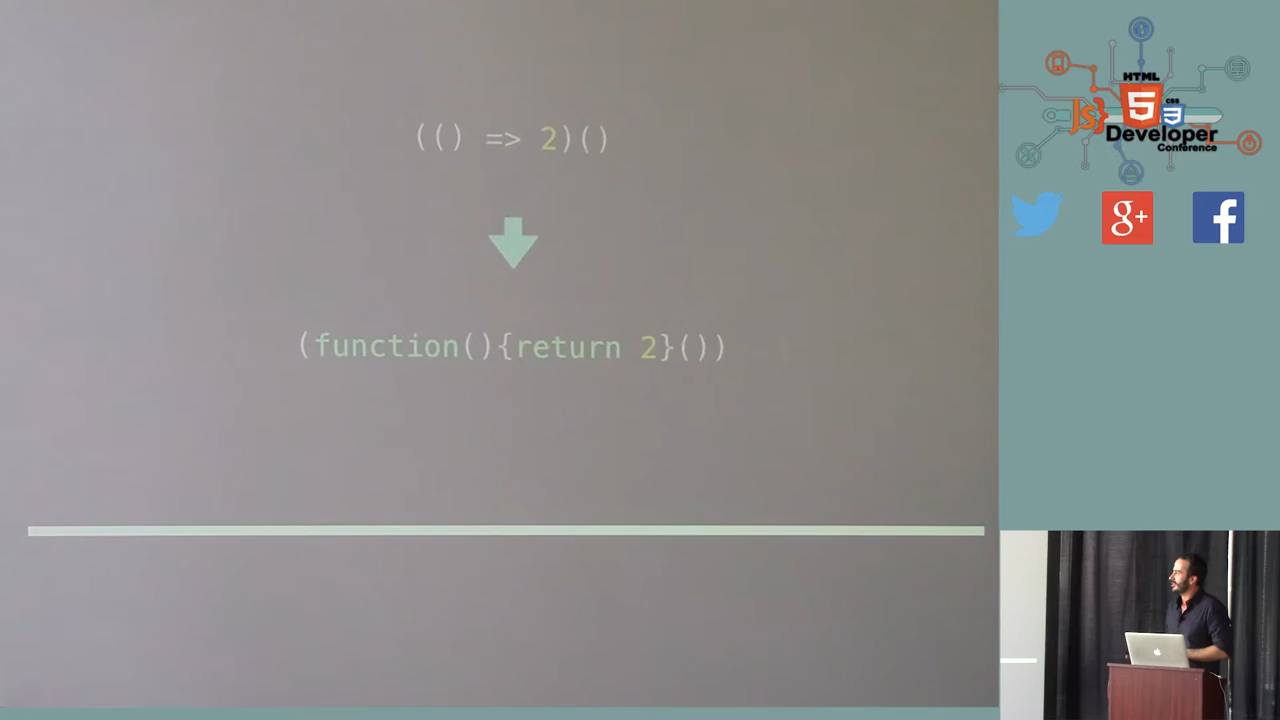 (() => 2)()
(function(){return 2}())
HTML
5
JS}
CSS
3
Developer
Conference
g+
f